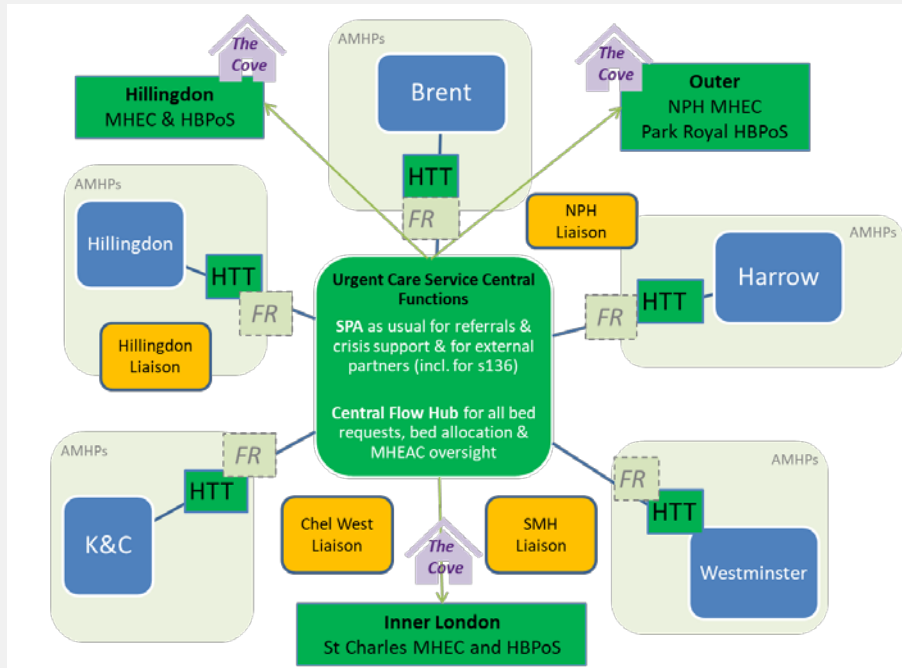 The
Cove
Hillingdon
MHEC & HBPoS
AMHPs
Brent
HTT
FR
The
Cove
Outer
NPH MHEC
Park Royal HBPoS
AMHPs
Hillingdon
HTT
FR
Hillingdon
Liaison
NPH
Liaison
AMHPs
Harrow
HTT
FR
Urgent Care Service Central
Functions
SPA as usual for referrals &
crisis support & for external
partners (incl. for s136)
Central Flow Hub for all bed
requests, bed allocation &
MHEAC oversight
AMHPs
FR
HTT
K&C
Chel West
Liaison
The
Cove
SMH
Liaison
AMHPs
FR
HTT
Westminster
Inner London
St Charles MHEC and HBPoS